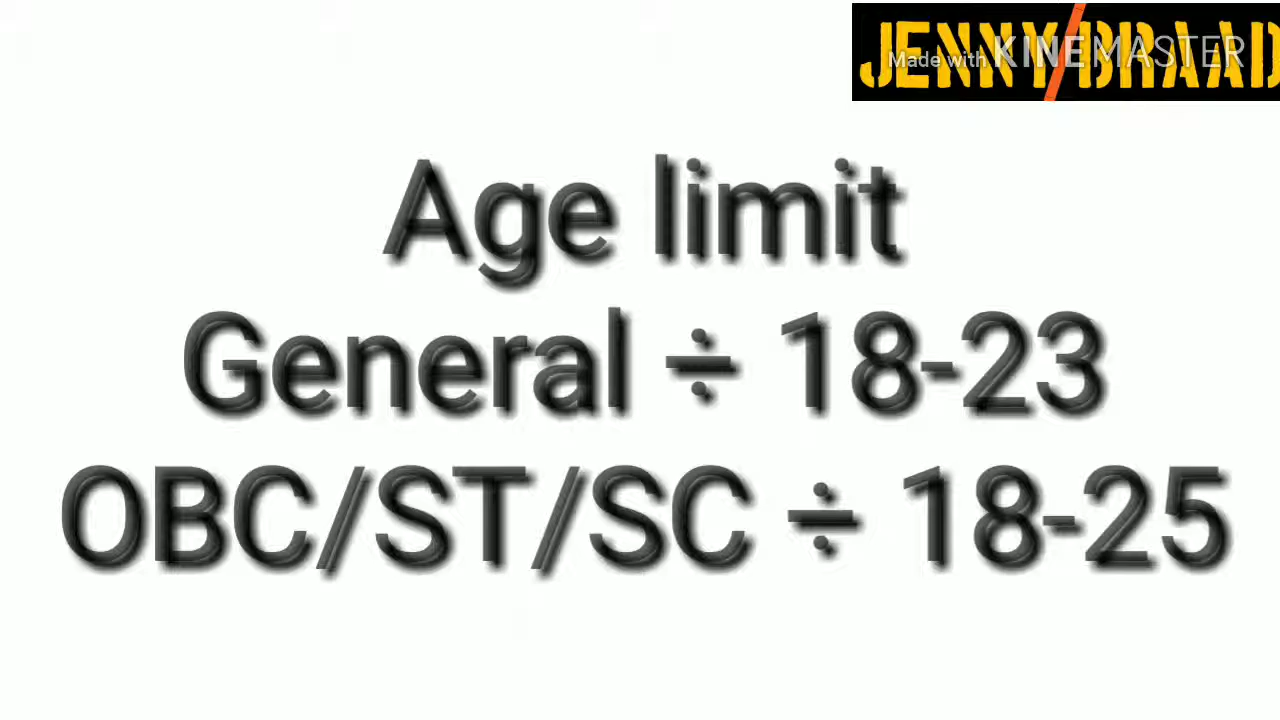 JENNY/BRAAD
Made with KINEMASTER
Age limit
General ÷ 18-23
OBC/ST/SC ÷ 18-25